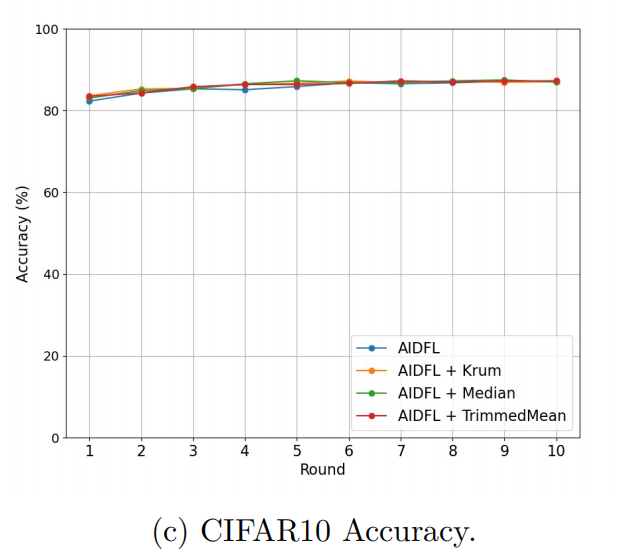 100
80
60
40
20
0
Accuracy (%)
AIDFL
AIDFL + Krum
AIDFL + Median
AIDFL + TrimmedMean
1 2 3 4 5 6 7 8 9 10
Round
(c) CIFAR10 Accuracy.